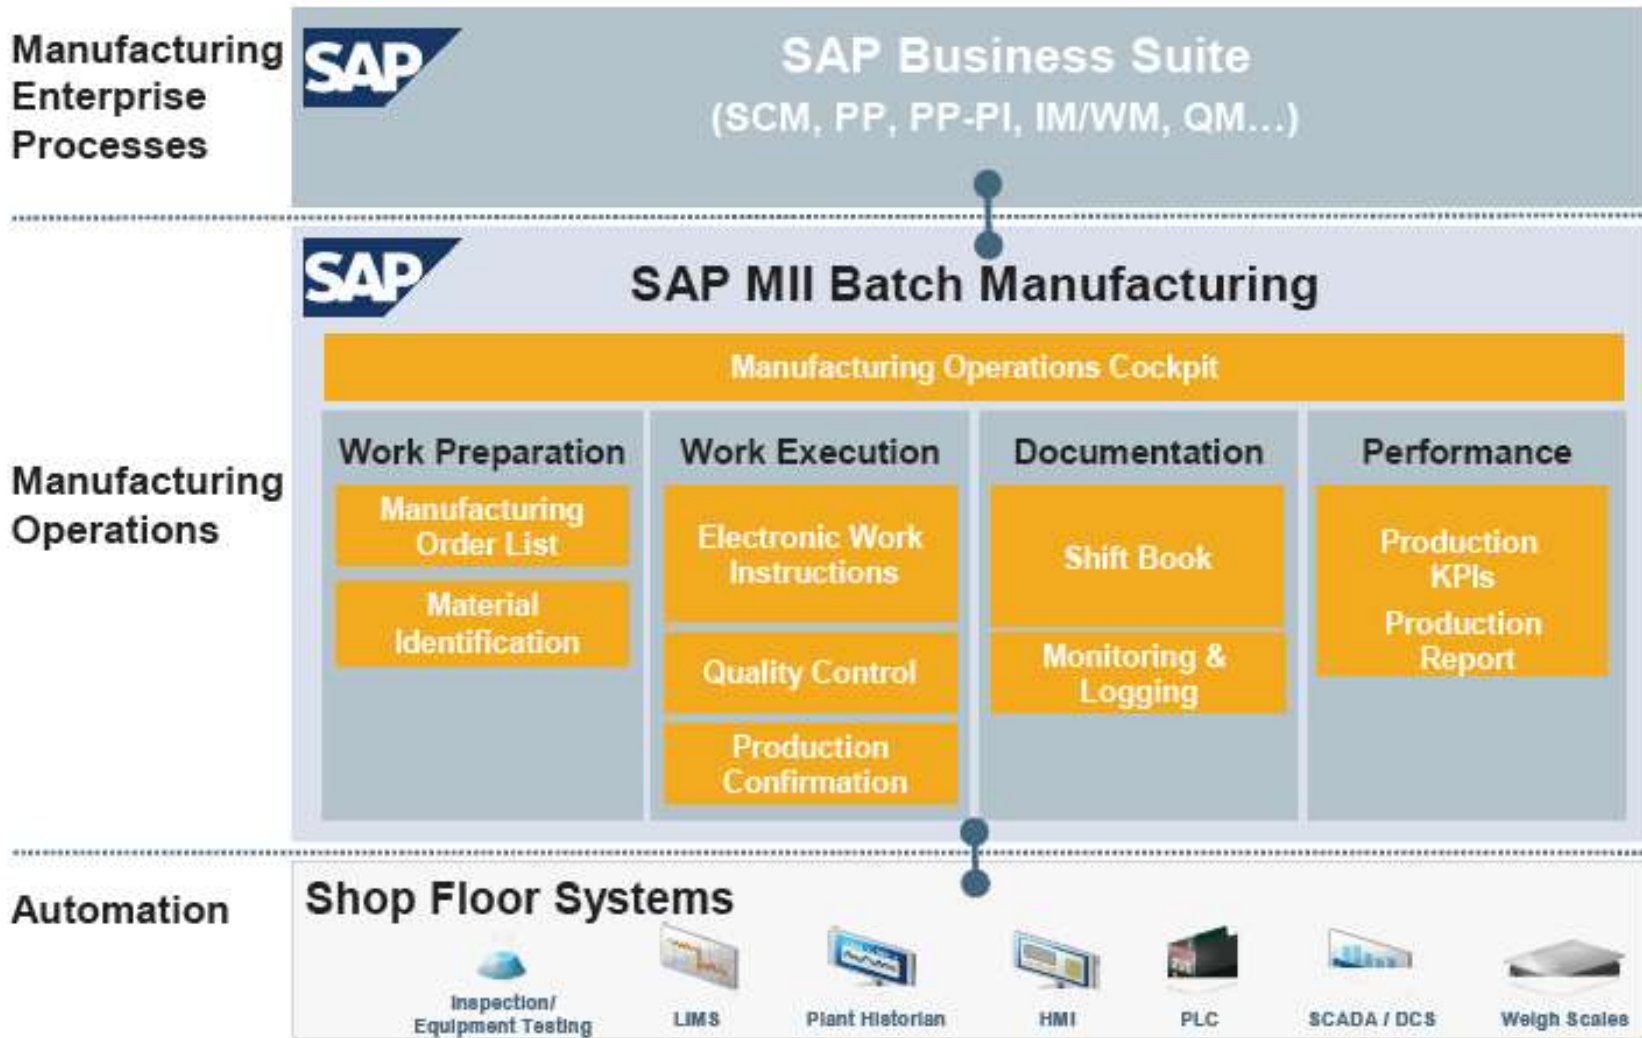 Manufacturing
Enterprise
Processes
SAP
SAP Business Suite
(SCM, PP, PP-PI, IM/WM, QM...)
Manufacturing
Operations
SAP
SAP MII Batch Manufacturing
Manufacturing Operations Cockpit
Work Preparation
Manufacturing
Order List
Material
Identification
Work Execution
Electronic Work
Instructions
Quality Control
Production
Confirmation
Documentation
Shift Book
Monitoring &
Logging
Performance
Production
KPIs
Production
Report
Automation
Shop Floor Systems
Inspection/
Equipment Testing
LIMS
Plant Historian
HMI
PLC
SCADA / DCS
Weigh Scales